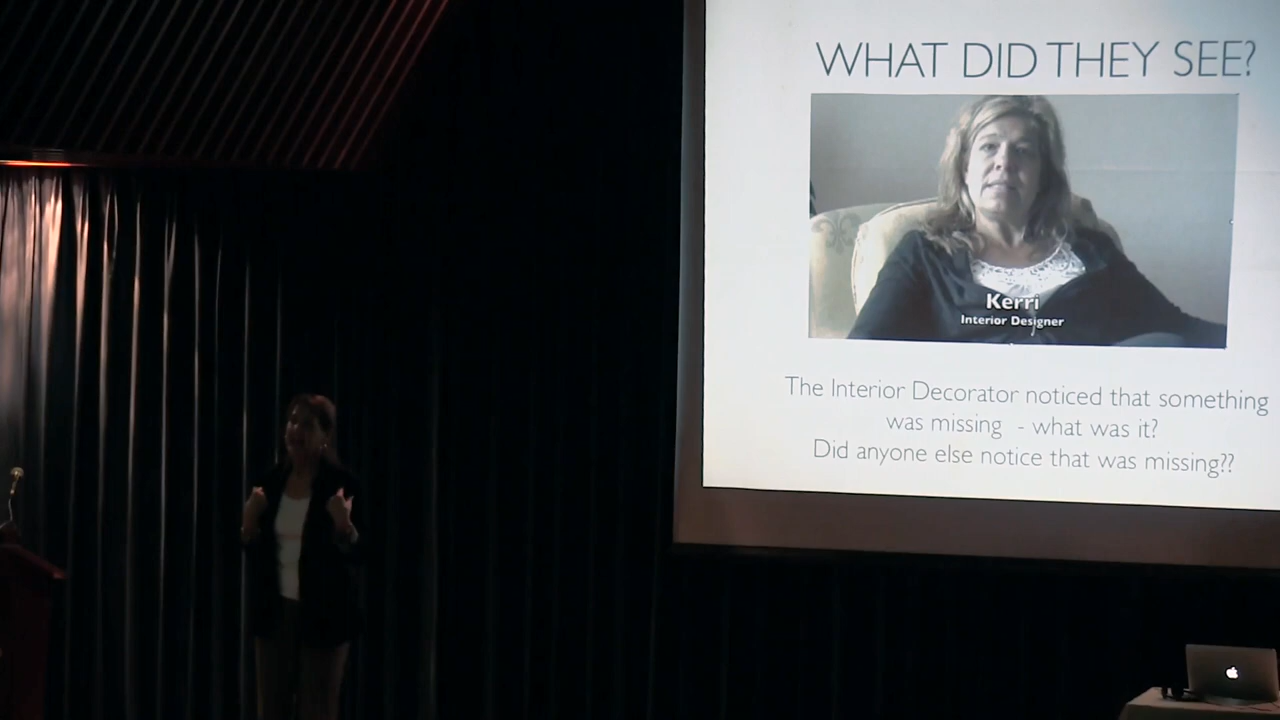 WHAT DID THEY SEE?
Kerri
Interior Designer
The Interior Decorator noticed that something
was missing - what was it?
Did anyone else notice that was missing??